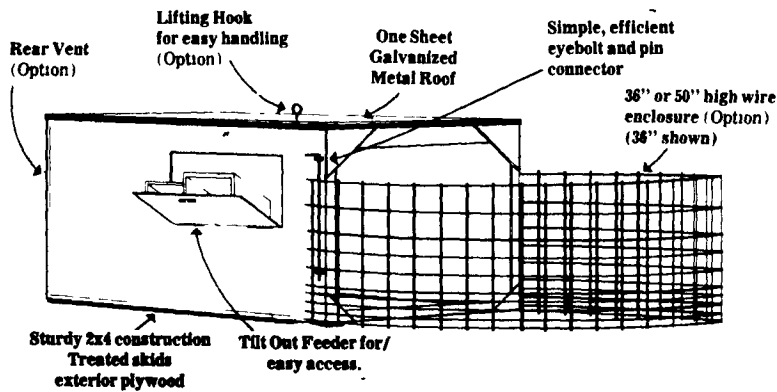 Rear Vent
(Option)
Lifting Hook
for easy handling
(Option)
One Sheet
Galvanized
Metal Roof
Simple, efficient
eyebolt and pin
connector
36” or 50” high wire
enclosure (Option)
(36” shown)
Sturdy 2x4 construction
Treated skids
exterior plywood
Tilt Out Feeder for/
easy access.